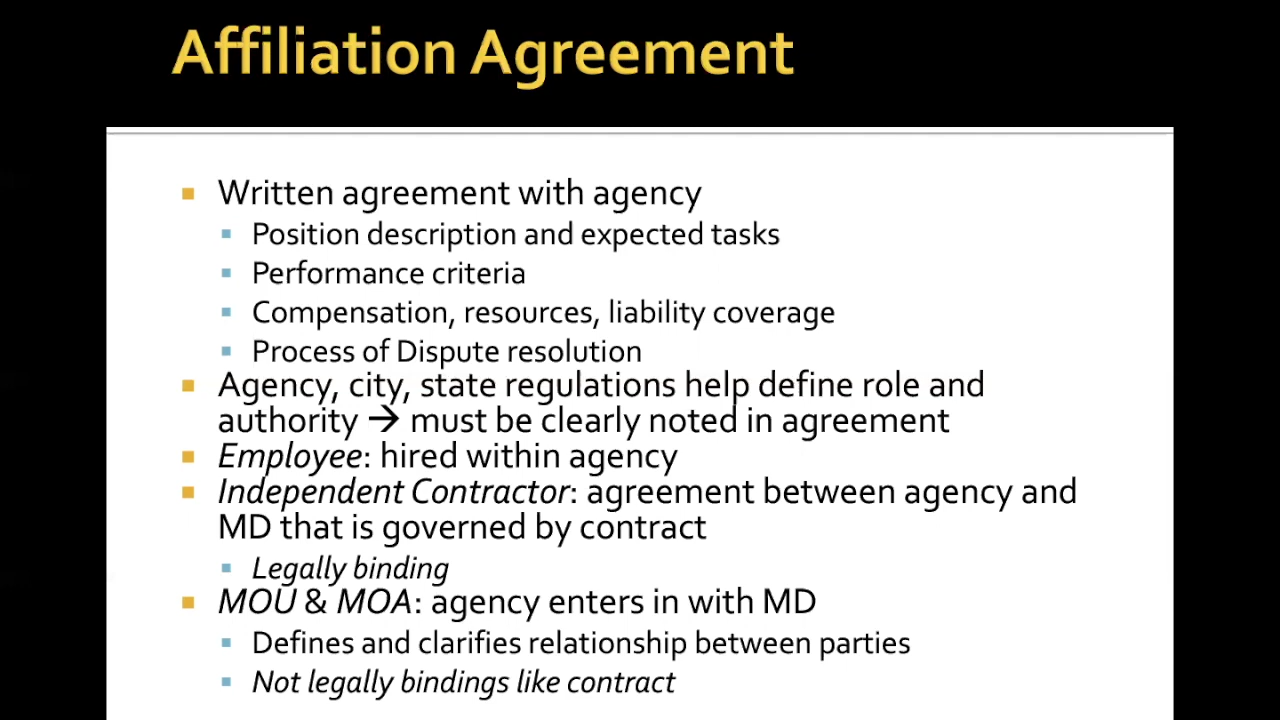 Affiliation Agreement
Written agreement with agency
Position description and expected tasks
Performance criteria
Compensation, resources, liability coverage
Process of Dispute resolution
Agency, city, state regulations help define role and
authority → must be clearly noted in agreement
Employee: hired within agency
Independent Contractor: agreement between agency and
MD that is governed by contract
Legally binding
MOU & MOA: agency enters in with MD
Defines and clarifies relationship between parties
Not legally bindings like contract